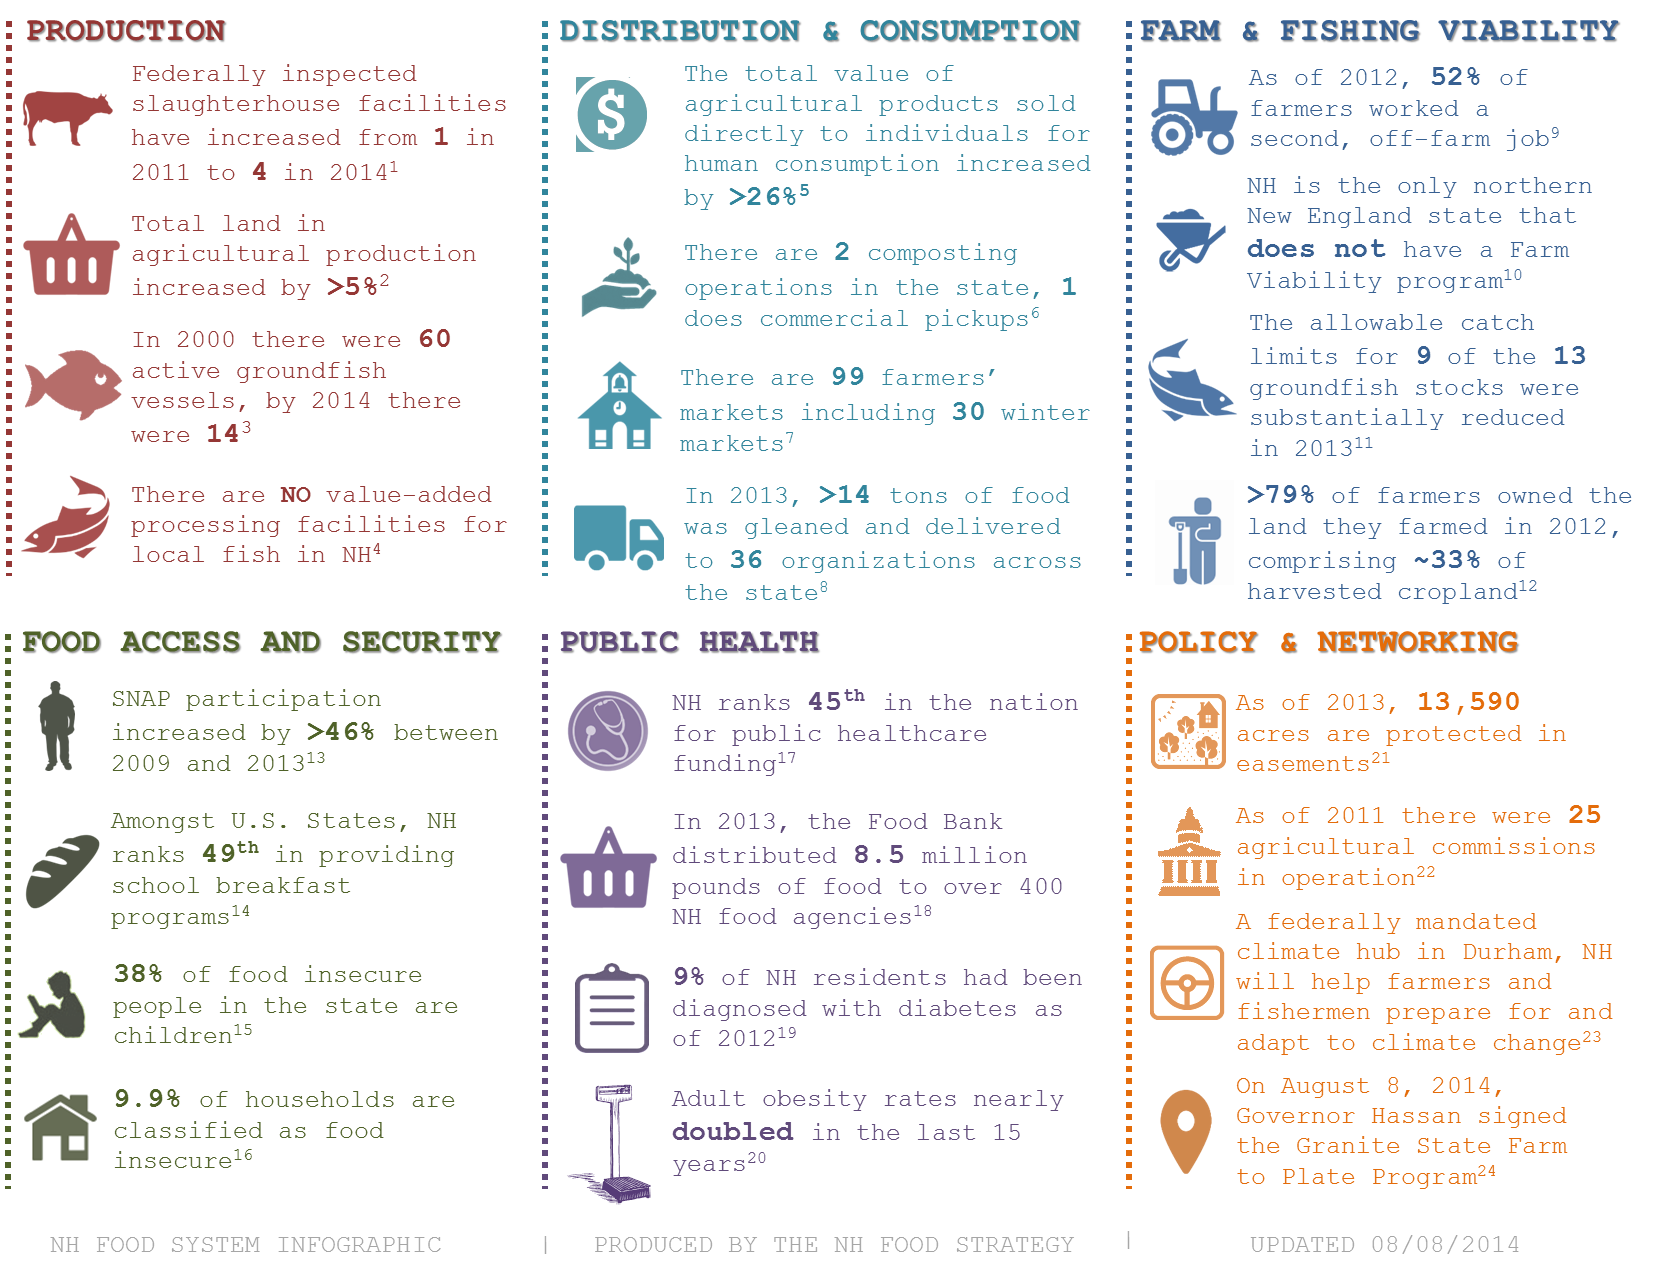 PRODUCTION
Federally inspected
slaughterhouse facilities
have increased from 1 in
2011 to 4 in 2014¹
Total land in
agricultural production
increased by >5%²
In 2000 there were 60
active groundfish
vessels, by 2014 there
were 14³
There are NO value-added
processing facilities for
local fish in NH⁴
DISTRIBUTION & CONSUMPTION
$
The total value of
agricultural products sold
directly to individuals for
human consumption increased
by >26%⁵
There are 2 composting
operations in the state, 1
does commercial pickups⁶
There are 99 farmers’
markets including 30 winter
markets⁷
In 2013, >14 tons of food
was gleaned and delivered
to 36 organizations across
the state⁸
FARM & FISHING VIABILITY
As of 2012, 52% of
farmers worked a
second, off-farm job⁹
NH is the only northern
New England state that
does not have a Farm
Viability program¹⁰
The allowable catch
limits for 9 of the 13
groundfish stocks were
substantially reduced
in 2013¹¹
>79% of farmers owned the
land they farmed in 2012,
comprising ~33% of
harvested cropland¹²
FOOD ACCESS AND SECURITY
SNAP participation
increased by >46% between
2009 and 2013¹³
Amongst U.S. States, NH
ranks 49th in providing
school breakfast
programs¹⁴
38% of food insecure
people in the state are
children¹⁵
9.9% of households are
classified as food
insecure¹⁶
PUBLIC HEALTH
NH ranks 45th in the nation
for public healthcare
funding¹⁷
In 2013, the Food Bank
distributed 8.5 million
pounds of food to over 400
NH food agencies¹⁸
9% of NH residents had been
diagnosed with diabetes as
of 2012¹⁹
Adult obesity rates nearly
doubled in the last 15
years²⁰
POLICY & NETWORKING
As of 2013, 13,590
acres are protected in
easements²¹
As of 2011 there were 25
agricultural commissions
in operation²²
A federally mandated
climate hub in Durham, NH
will help farmers and
fishermen prepare for and
adapt to climate change²³
On August 8, 2014,
Governor Hassan signed
the Granite State Farm
to Plate Program²⁴
NH FOOD SYSTEM INFOGRAPHIC | PRODUCED BY THE NH FOOD STRATEGY | UPDATED 08/08/2014